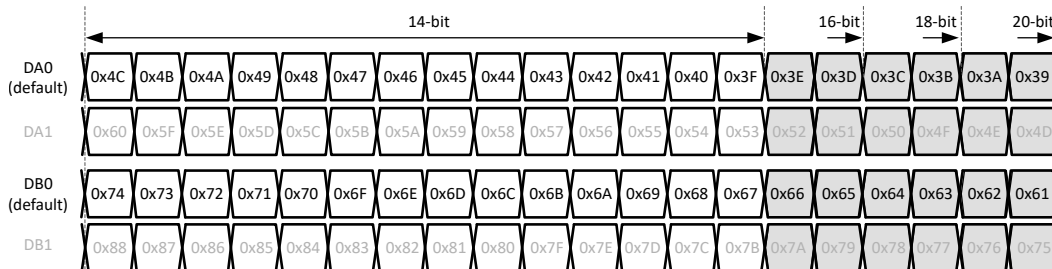 14-bit 16-bit 18-bit 20-bit
DA0 (default) 0x4C 0x4B 0x4A 0x49 0x48 0x47 0x46 0x45 0x44 0x43 0x42 0x41 0x40 0x3F 0x3E 0x3D 0x3C 0x3B 0x3A 0x39
DA1 0x60 0x5F 0x5E 0x5D 0x5C 0x5B 0x5A 0x59 0x58 0x57 0x56 0x55 0x54 0x53 0x52 0x51 0x50 0x4F 0x4E 0x4D
DB0 (default) 0x74 0x73 0x72 0x71 0x70 0x6F 0x6E 0x6D 0x6C 0x6B 0x6A 0x69 0x68 0x67 0x66 0x65 0x64 0x63 0x62 0x61
DB1 0x88 0x87 0x86 0x85 0x84 0x83 0x82 0x81 0x80 0x7F 0x7E 0x7D 0x7C 0x7B 0x7A 0x79 0x78 0x77 0x76 0x75